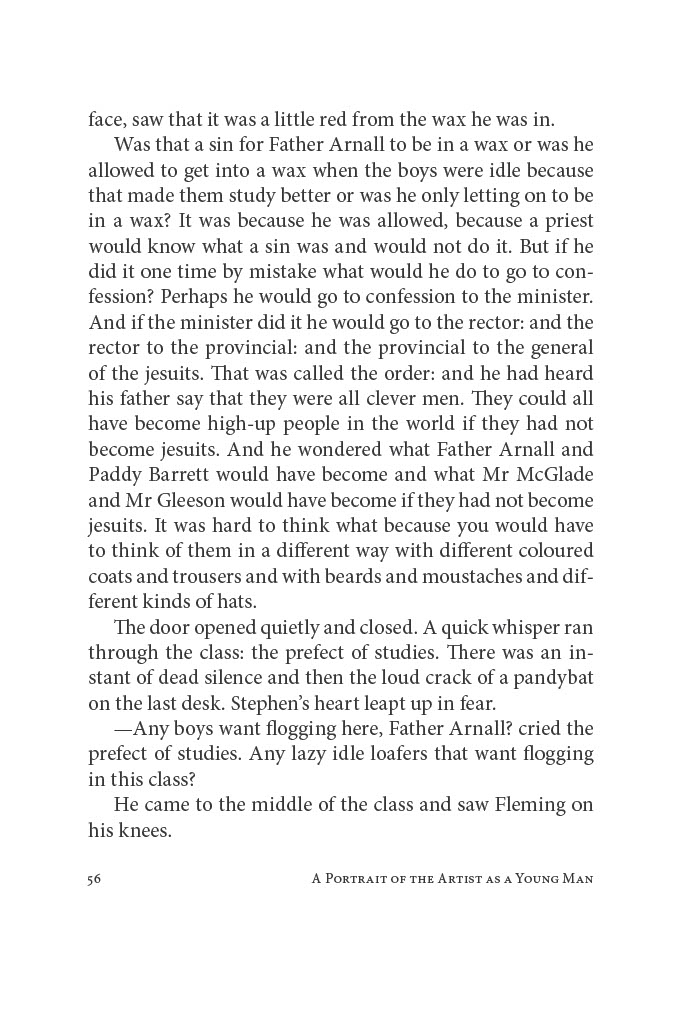 face, saw that it was a little red from the wax he was in.
Was that a sin for Father Arnall to be in a wax or was he
allowed to get into a wax when the boys were idle because
that made them study better or was he only letting on to be
in a wax? It was because he was allowed, because a priest
would know what a sin was and would not do it. But if he
did it one time by mistake what would he do to go to con-
fession? Perhaps he would go to confession to the minister.
And if the minister did it he would go to the rector: and the
rector to the provincial: and the provincial to the general
of the jesuits. That was called the order: and he had heard
his father say that they were all clever men. They could all
have become high-up people in the world if they had not
become jesuits. And he wondered what Father Arnall and
Paddy Barrett would have become and what Mr McGlade
and Mr Gleeson would have become if they had not become
jesuits. It was hard to think what because you would have
to think of them in a different way with different coloured
coats and trousers and with beards and moustaches and dif-
ferent kinds of hats.
The door opened quietly and closed. A quick whisper ran
through the class: the prefect of studies. There was an in-
stant of dead silence and then the loud crack of a pandybat
on the last desk. Stephen’s heart leapt up in fear.
—Any boys want flogging here, Father Arnall? cried the
prefect of studies. Any lazy idle loafers that want flogging
in this class?
He came to the middle of the class and saw Fleming on
his knees.
56 A Portrait of the Artist as a Young Man